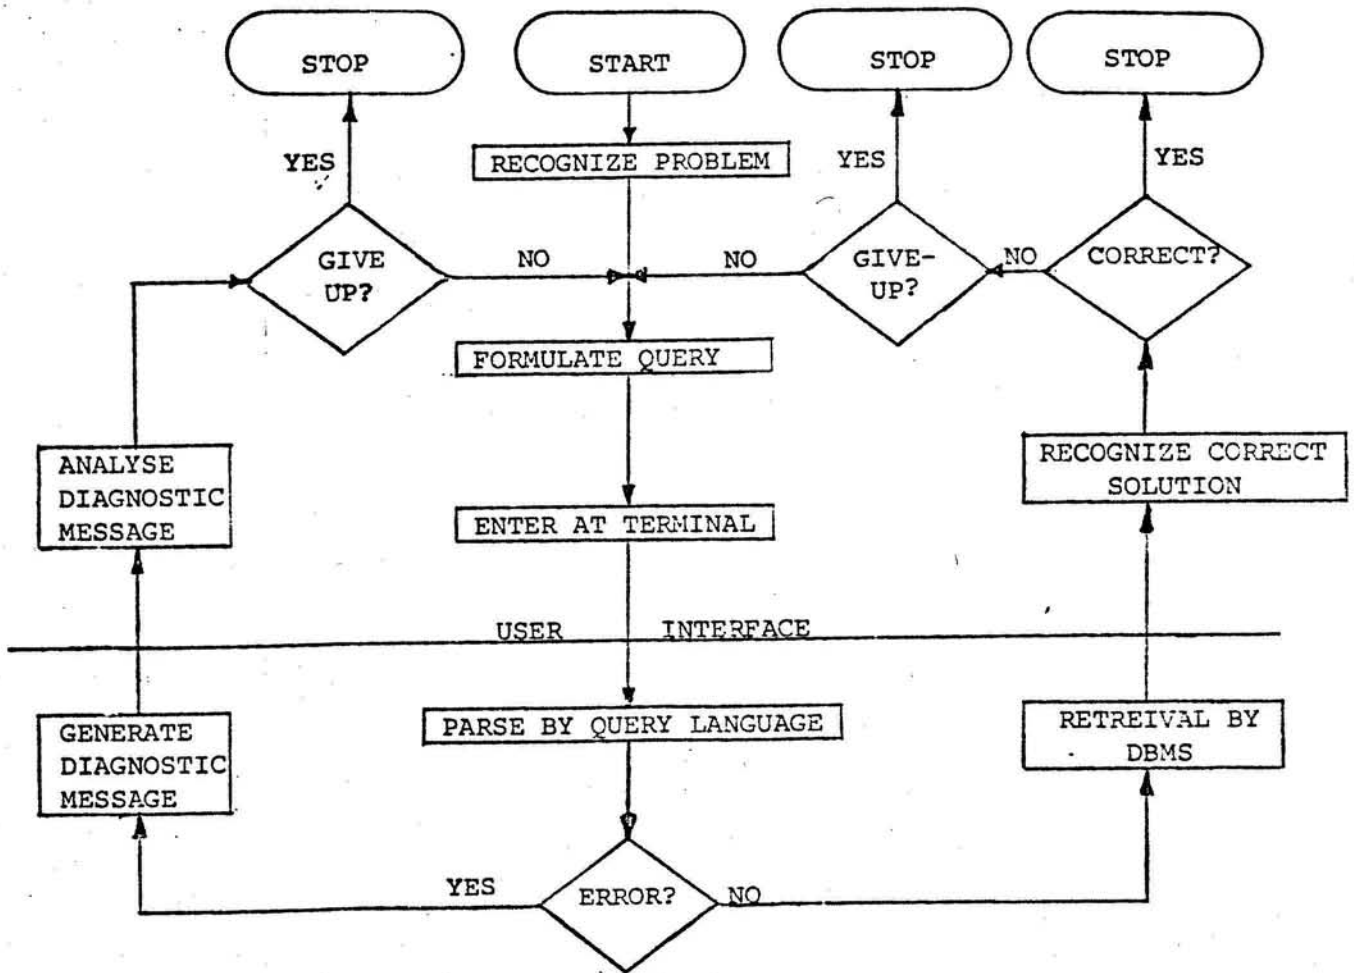 STOP
START
STOP
STOP
RECOGNIZE PROBLEM
YES
YES
YES
GIVE
UP?
NO
NO
GIVE-
UP?
NO
CORRECT?
FORMULATE QUERY
ANALYSE
DIAGNOSTIC
MESSAGE
ENTER AT TERMINAL
RECOGNIZE CORRECT
SOLUTION
USER INTERFACE
GENERATE
DIAGNOSTIC
MESSAGE
PARSE BY QUERY LANGUAGE
RETREIVAL BY
DBMS
YES
ERROR?
NO